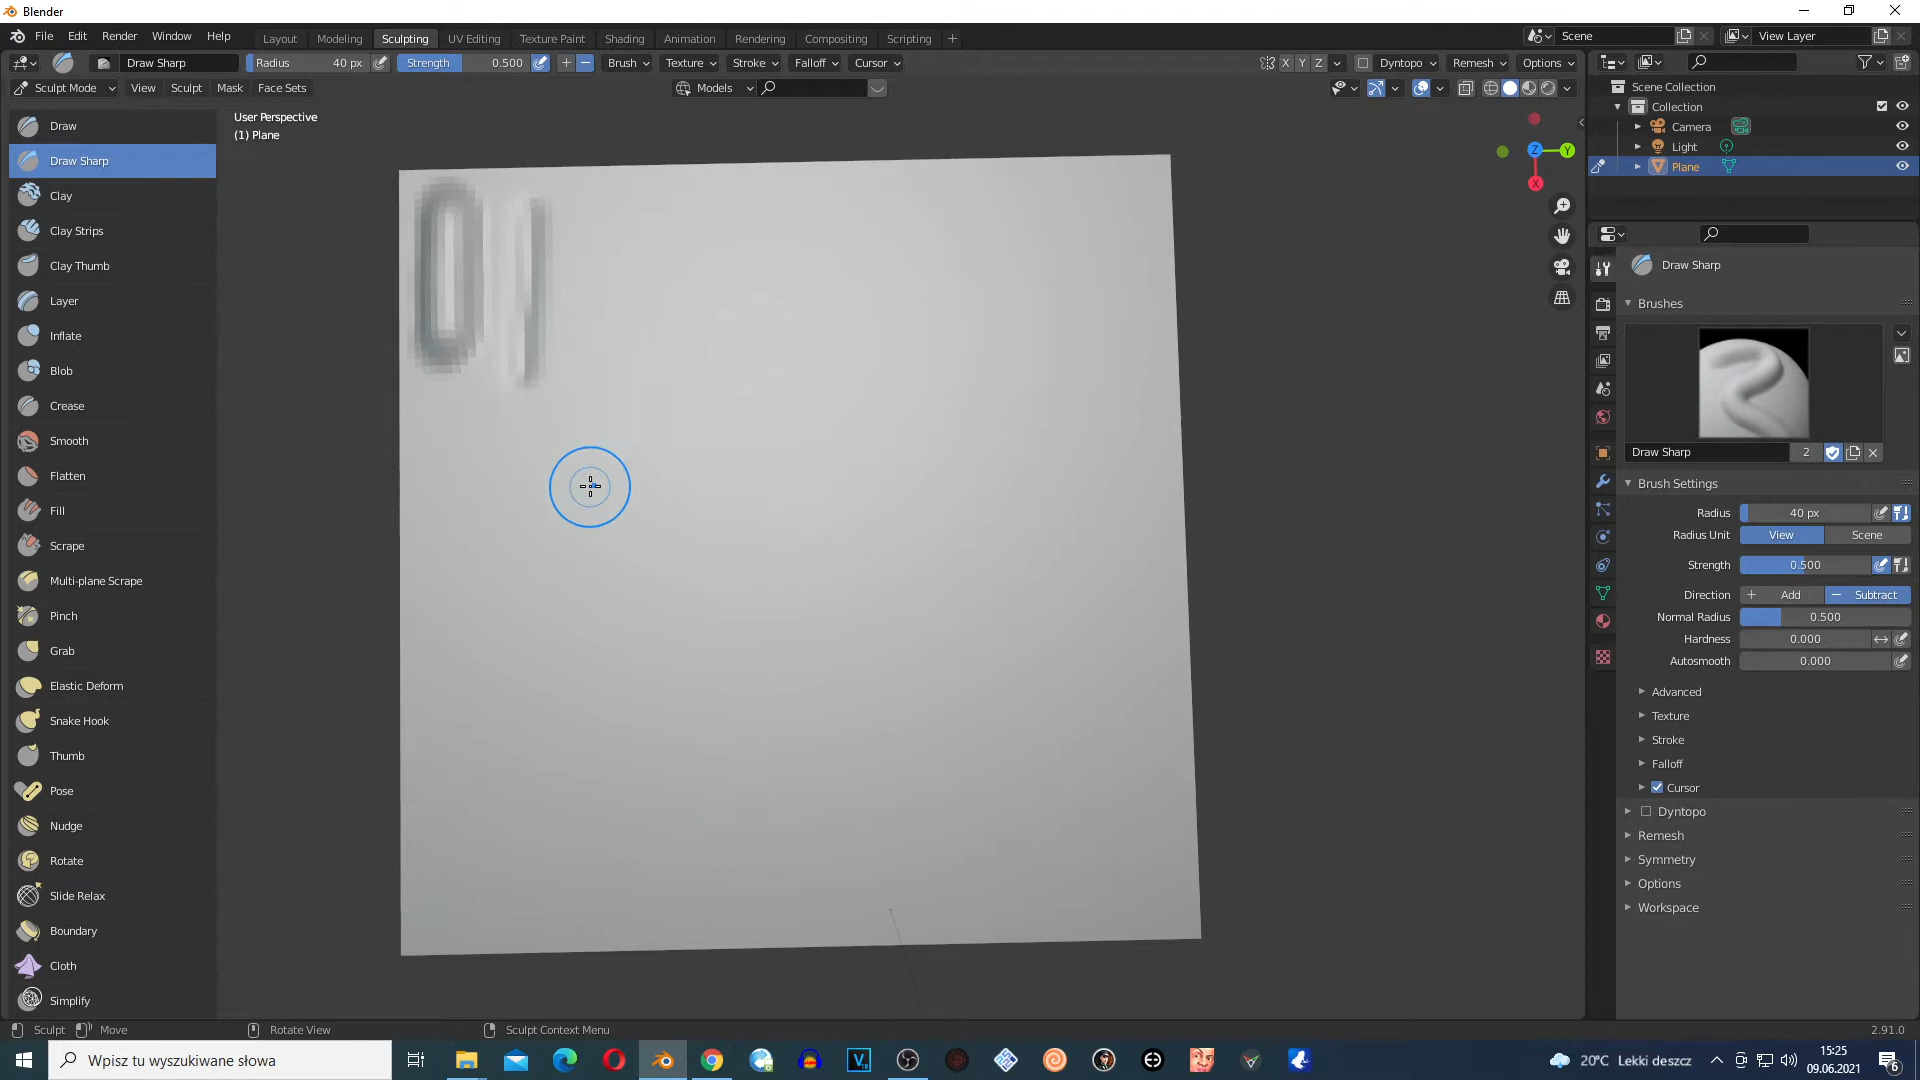 Blender
File Edit Render Window Help Layout Modeling Sculpting UV Editing Texture Paint Shading Animation Rendering Compositing Scripting + Scene View Layer
Draw Sharp Radius 40 px Strength 0.500 + − Brush Texture Stroke Falloff Cursor X Y Z Dyntopo Remesh Options
Sculpt Mode View Sculpt Mask Face Sets Models
User Perspective
(1) Plane
Z Y
X
Draw
Draw Sharp
Clay
Clay Strips
Clay Thumb
Layer
Inflate
Blob
Crease
Smooth
Flatten
Fill
Scrape
Multi-plane Scrape
Pinch
Grab
Elastic Deform
Snake Hook
Thumb
Pose
Nudge
Rotate
Slide Relax
Boundary
Cloth
Simplify
Scene Collection
Collection
Camera
Light
Plane
Draw Sharp
Brushes
Draw Sharp 2
Brush Settings
Radius 40 px
Radius Unit View Scene
Strength 0.500
Direction + Add − Subtract
Normal Radius 0.500
Hardness 0.000
Autosmooth 0.000
Advanced
Texture
Stroke
Falloff
Cursor
Dyntopo
Remesh
Symmetry
Options
Workspace
Sculpt Move Rotate View Sculpt Context Menu 2.91.0
Wpisz tu wyszukiwane słowa
20°C Lekki deszcz
15:25
09.06.2021
6